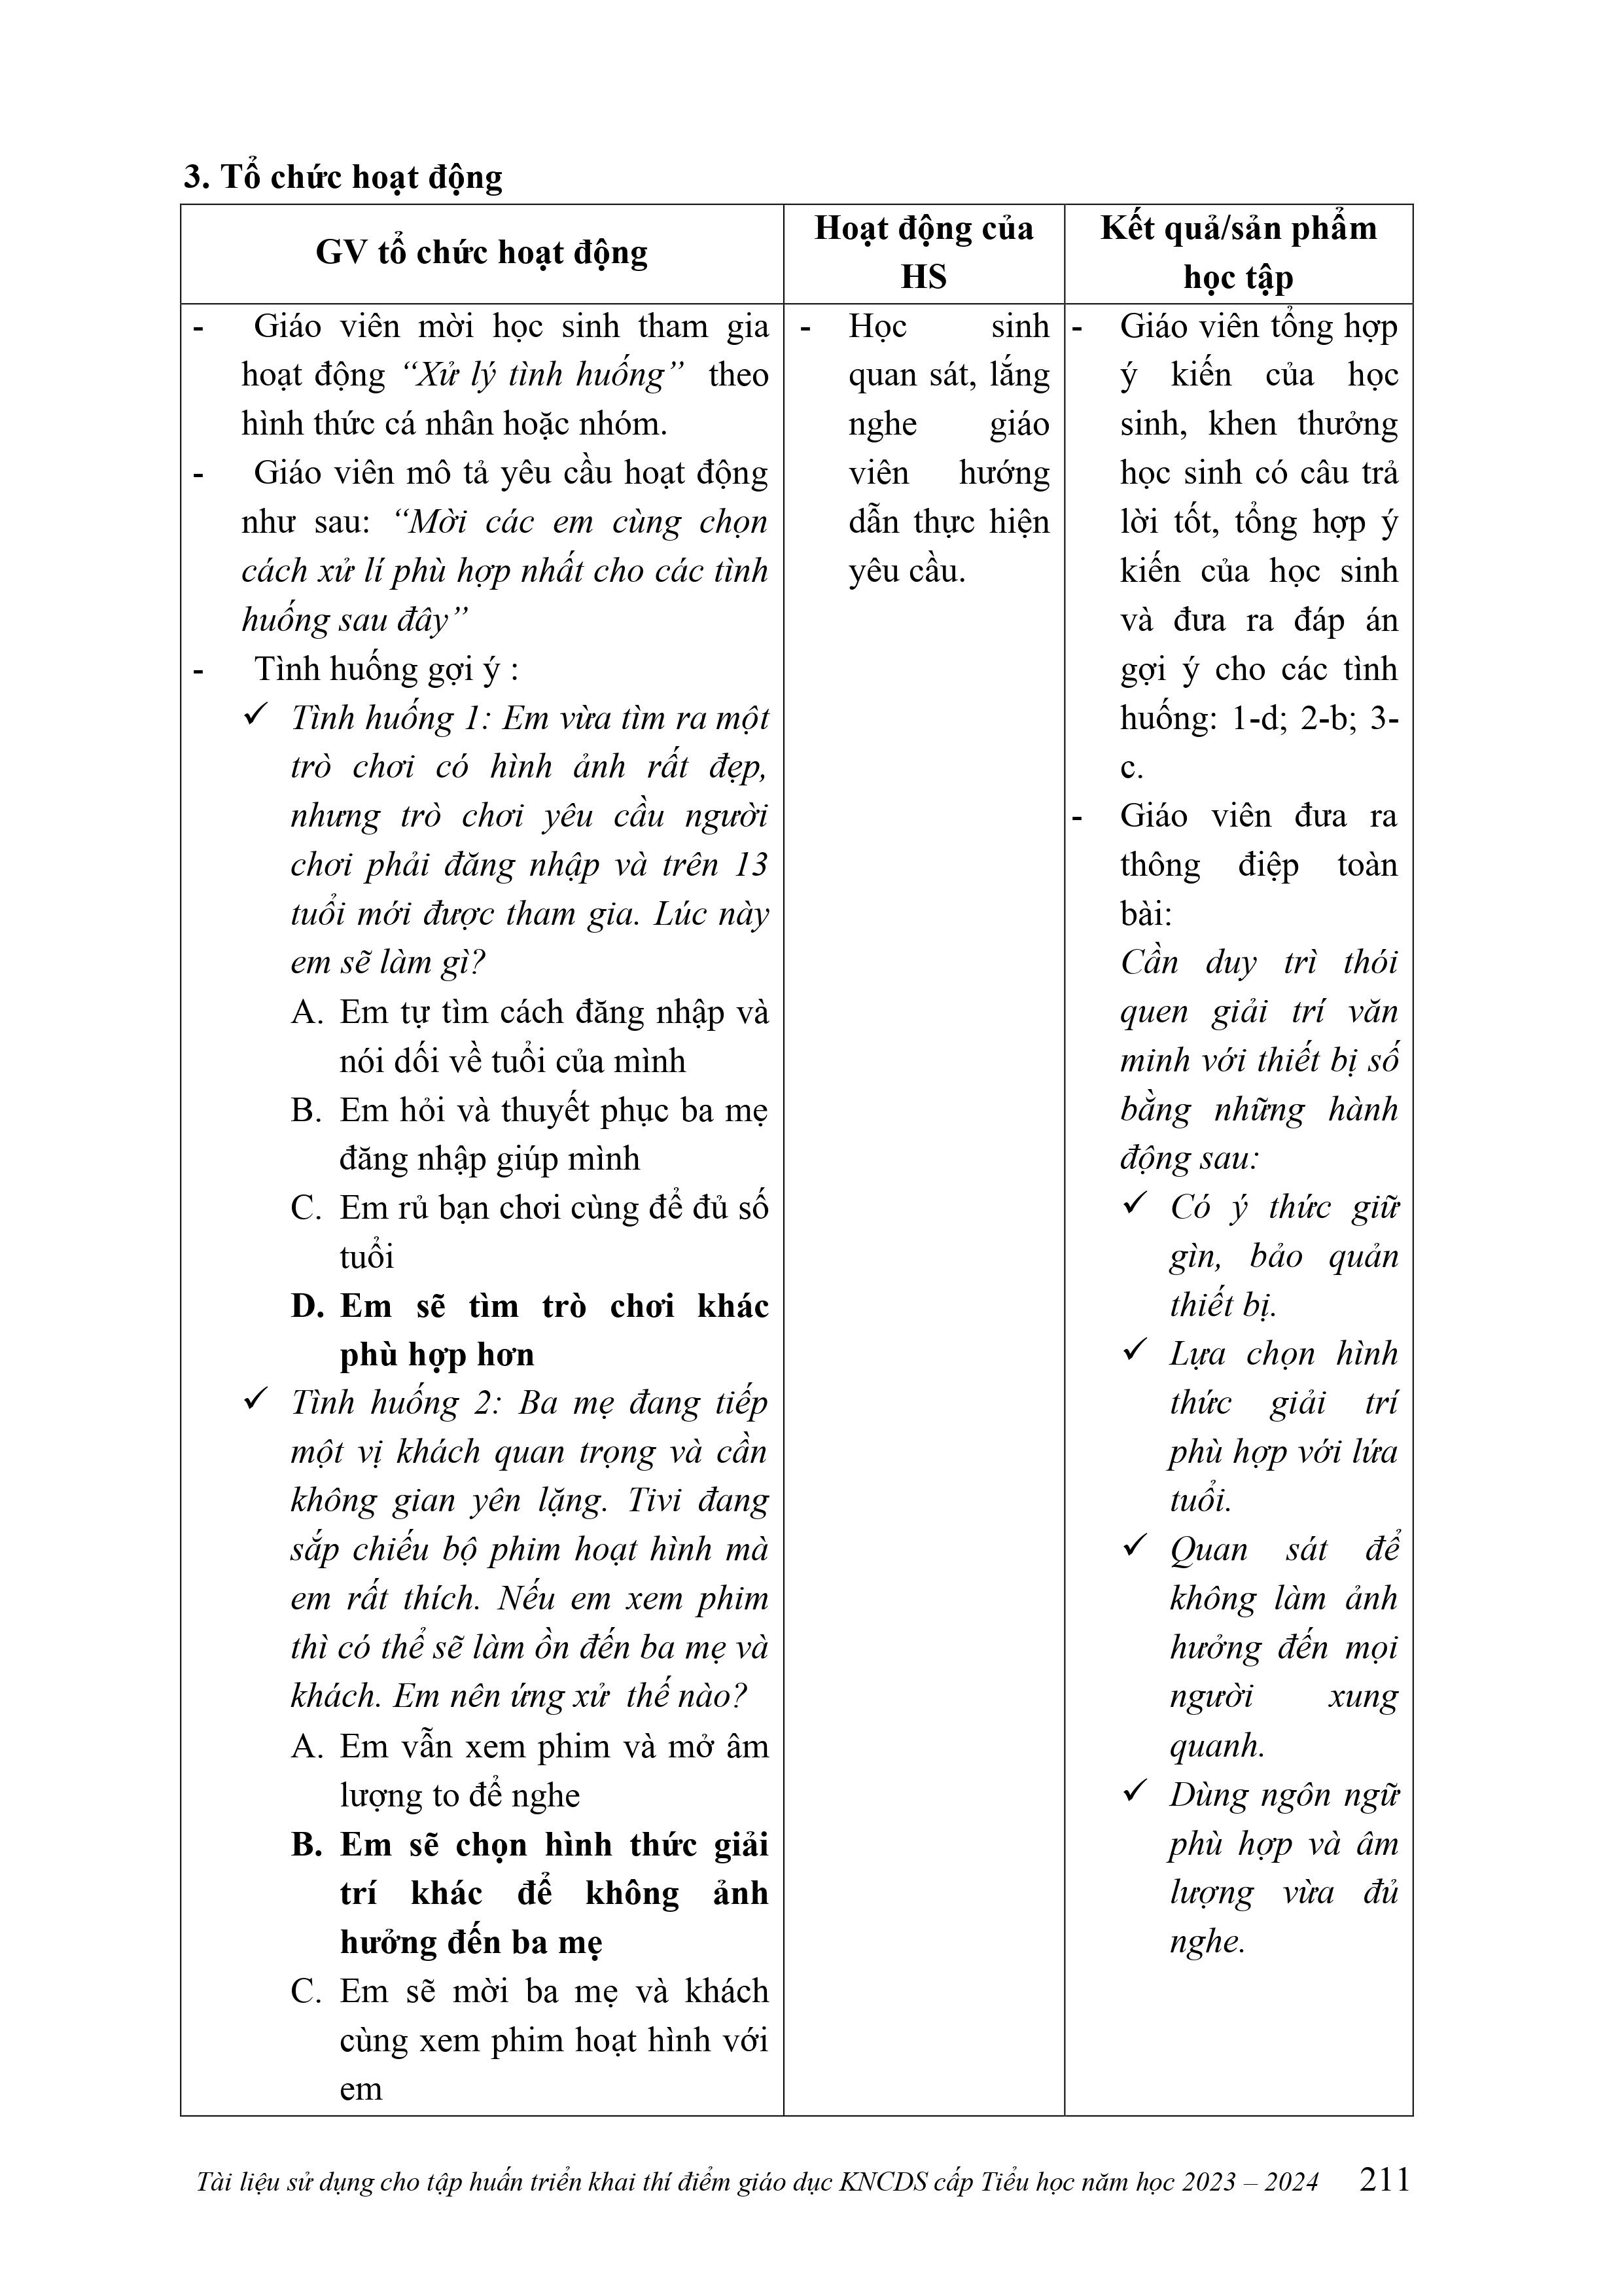 3. Tổ chức hoạt động
GV tổ chức hoạt động
Hoạt động của
HS
Kết quả/sản phẩm
học tập
- Giáo viên mời học sinh tham gia
hoạt động “Xử lý tình huống” theo
hình thức cá nhân hoặc nhóm.
- Giáo viên mô tả yêu cầu hoạt động
như sau: “Mời các em cùng chọn
cách xử lí phù hợp nhất cho các tình
huống sau đây”
- Tình huống gợi ý :
✓ Tình huống 1: Em vừa tìm ra một
trò chơi có hình ảnh rất đẹp,
nhưng trò chơi yêu cầu người
chơi phải đăng nhập và trên 13
tuổi mới được tham gia. Lúc này
em sẽ làm gì?
A. Em tự tìm cách đăng nhập và
nói dối về tuổi của mình
B. Em hỏi và thuyết phục ba mẹ
đăng nhập giúp mình
C. Em rủ bạn chơi cùng để đủ số
tuổi
D. Em sẽ tìm trò chơi khác
phù hợp hơn
✓ Tình huống 2: Ba mẹ đang tiếp
một vị khách quan trọng và cần
không gian yên lặng. Tivi đang
sắp chiếu bộ phim hoạt hình mà
em rất thích. Nếu em xem phim
thì có thể sẽ làm ồn đến ba mẹ và
khách. Em nên ứng xử thế nào?
A. Em vẫn xem phim và mở âm
lượng to để nghe
B. Em sẽ chọn hình thức giải
trí khác để không ảnh
hưởng đến ba mẹ
C. Em sẽ mời ba mẹ và khách
cùng xem phim hoạt hình với
em
- Học sinh
quan sát, lắng
nghe giáo
viên hướng
dẫn thực hiện
yêu cầu.
- Giáo viên tổng hợp
ý kiến của học
sinh, khen thưởng
học sinh có câu trả
lời tốt, tổng hợp ý
kiến của học sinh
và đưa ra đáp án
gợi ý cho các tình
huống: 1-d; 2-b; 3-
c.
- Giáo viên đưa ra
thông điệp toàn
bài:
Cần duy trì thói
quen giải trí văn
minh với thiết bị số
bằng những hành
động sau:
✓ Có ý thức giữ
gìn, bảo quản
thiết bị.
✓ Lựa chọn hình
thức giải trí
phù hợp với lứa
tuổi.
✓ Quan sát để
không làm ảnh
hưởng đến mọi
người xung
quanh.
✓ Dùng ngôn ngữ
phù hợp và âm
lượng vừa đủ
nghe.
Tài liệu sử dụng cho tập huấn triển khai thí điểm giáo dục KNCDS cấp Tiểu học năm học 2023 – 2024 211